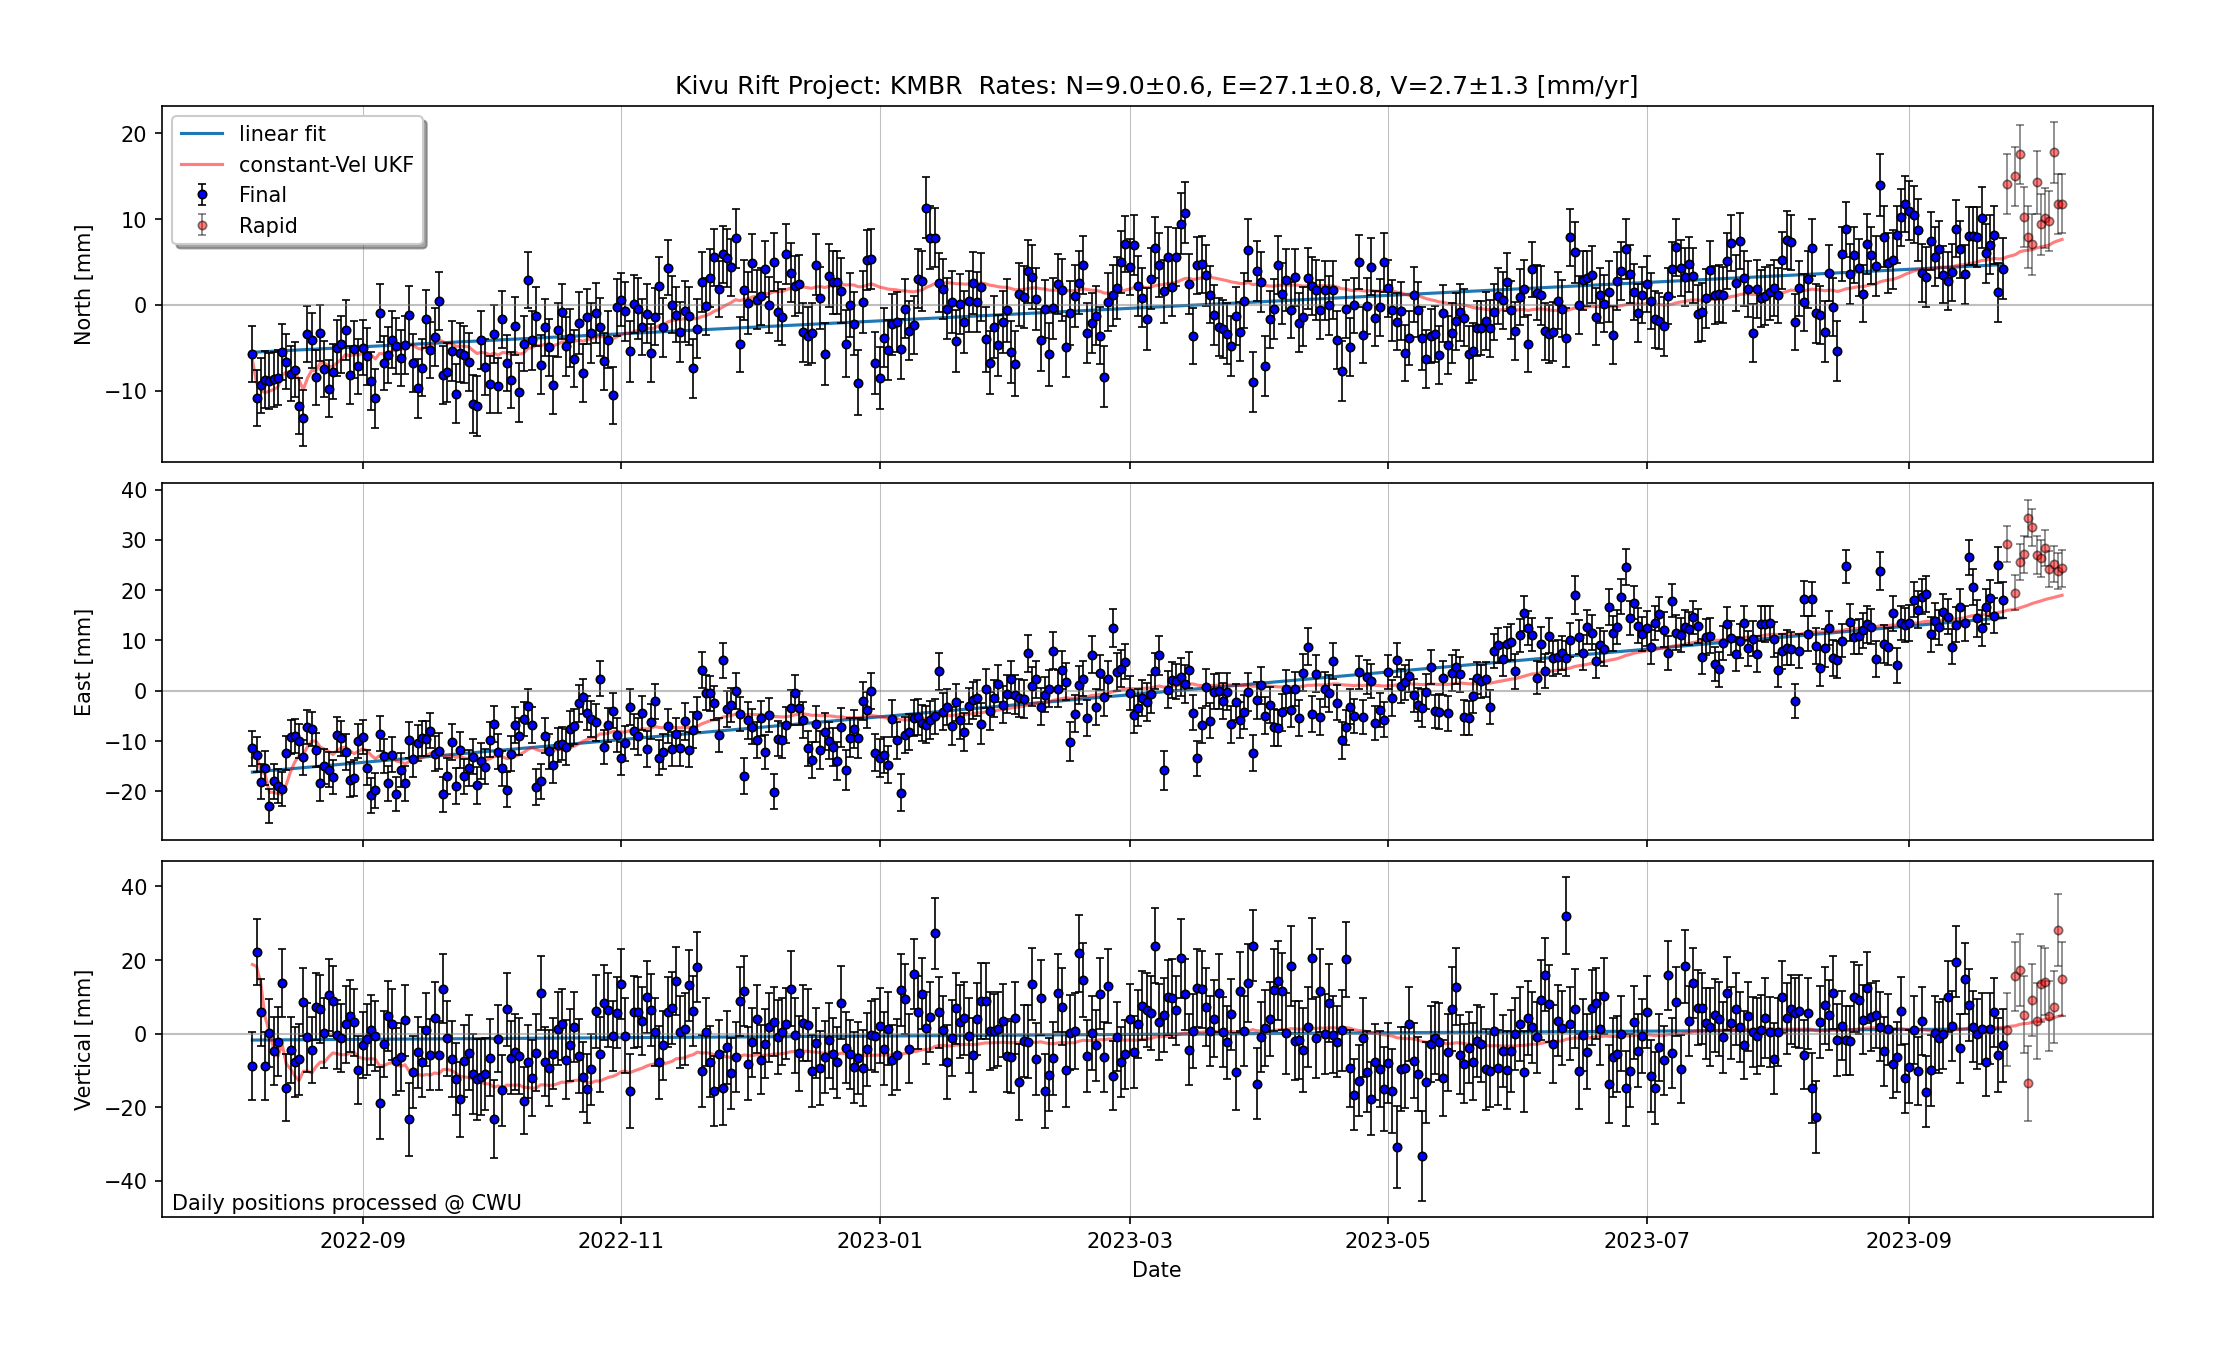 Kivu Rift Project: KMBR  Rates: N=9.0±0.6, E=27.1±0.8, V=2.7±1.3 [mm/yr]
linear fit
constant-Vel UKF
Final
Rapid
North [mm]
20
10
0
−10
East [mm]
40
30
20
10
0
−10
−20
Vertical [mm]
40
20
0
−20
−40
Daily positions processed @ CWU
2022-09
2022-11
2023-01
2023-03
2023-05
2023-07
2023-09
Date